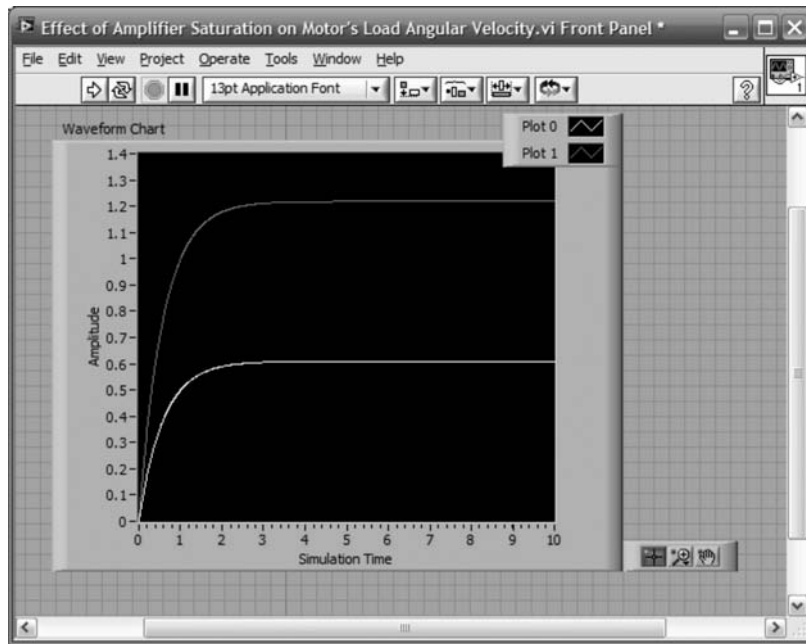 Effect of Amplifier Saturation on Motor's Load Angular Velocity.vi Front Panel *
File Edit View Project Operate Tools Window Help
13pt Application Font
1
Waveform Chart
Plot 0
Plot 1
Amplitude
1.4
1.3
1.2
1.1
1
0.9
0.8
0.7
0.6
0.5
0.4
0.3
0.2
0.1
0
0 1 2 3 4 5 6 7 8 9 10
Simulation Time